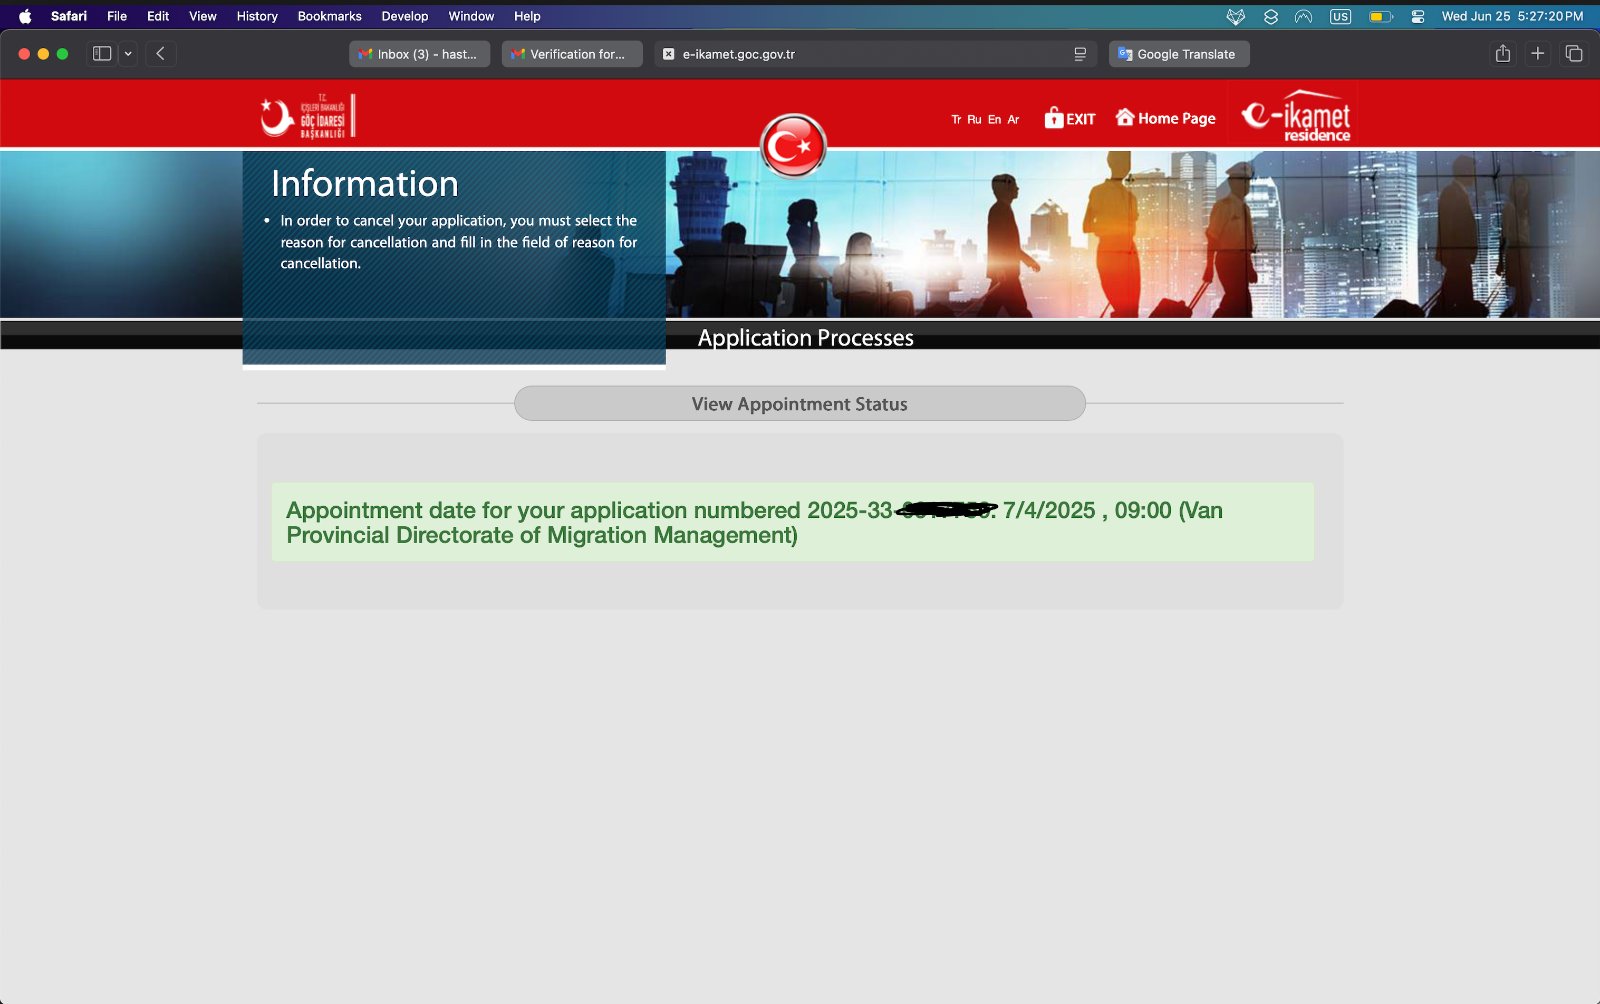 Safari File Edit View History Bookmarks Develop Window Help US Wed Jun 25 5:27:20 PM
Inbox (3) - hast... Verification for... e-ikamet.goc.gov.tr Google Translate
T.C.
İÇİŞLERİ BAKANLIĞI
GÖÇ İDARESİ
BAŞKANLIĞI
Tr Ru En Ar EXIT Home Page
e-ikamet
residence
Information
• In order to cancel your application, you must select the
reason for cancellation and fill in the field of reason for
cancellation.
Application Processes
View Appointment Status
Appointment date for your application numbered 2025-33- : 7/4/2025 , 09:00 (Van
Provincial Directorate of Migration Management)